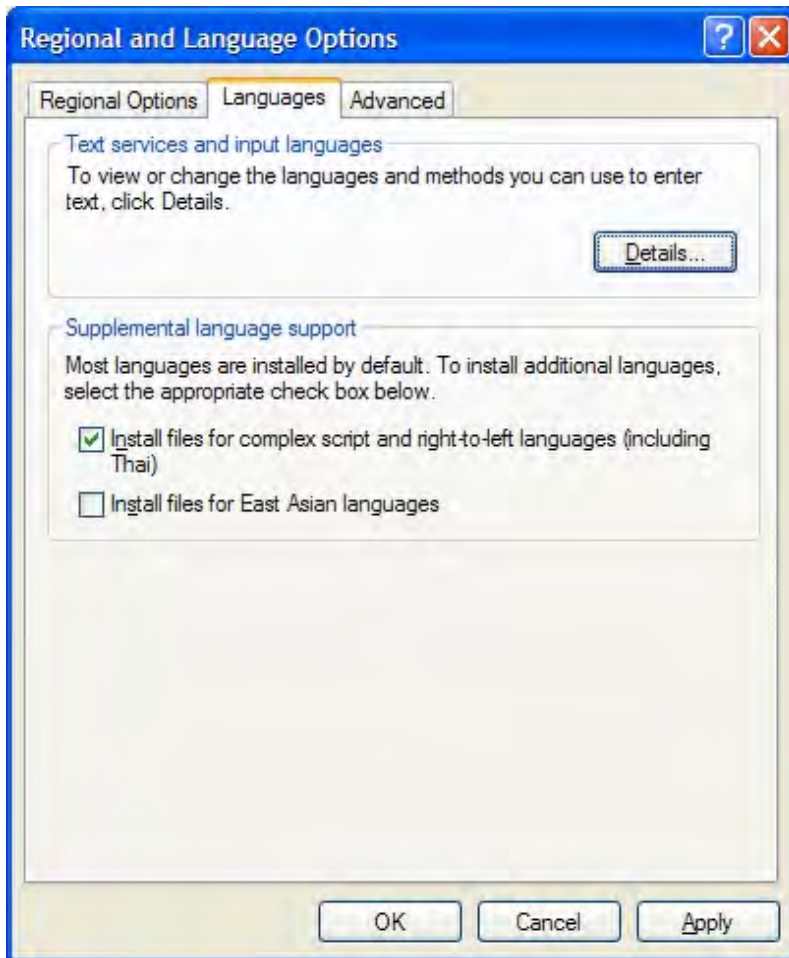 Regional and Language Options
Regional Options Languages Advanced
Text services and input languages
To view or change the languages and methods you can use to enter
text, click Details.
Details...
Supplemental language support
Most languages are installed by default. To install additional languages,
select the appropriate check box below.
Install files for complex script and right-to-left languages (including
Thai)
Install files for East Asian languages
OK Cancel Apply